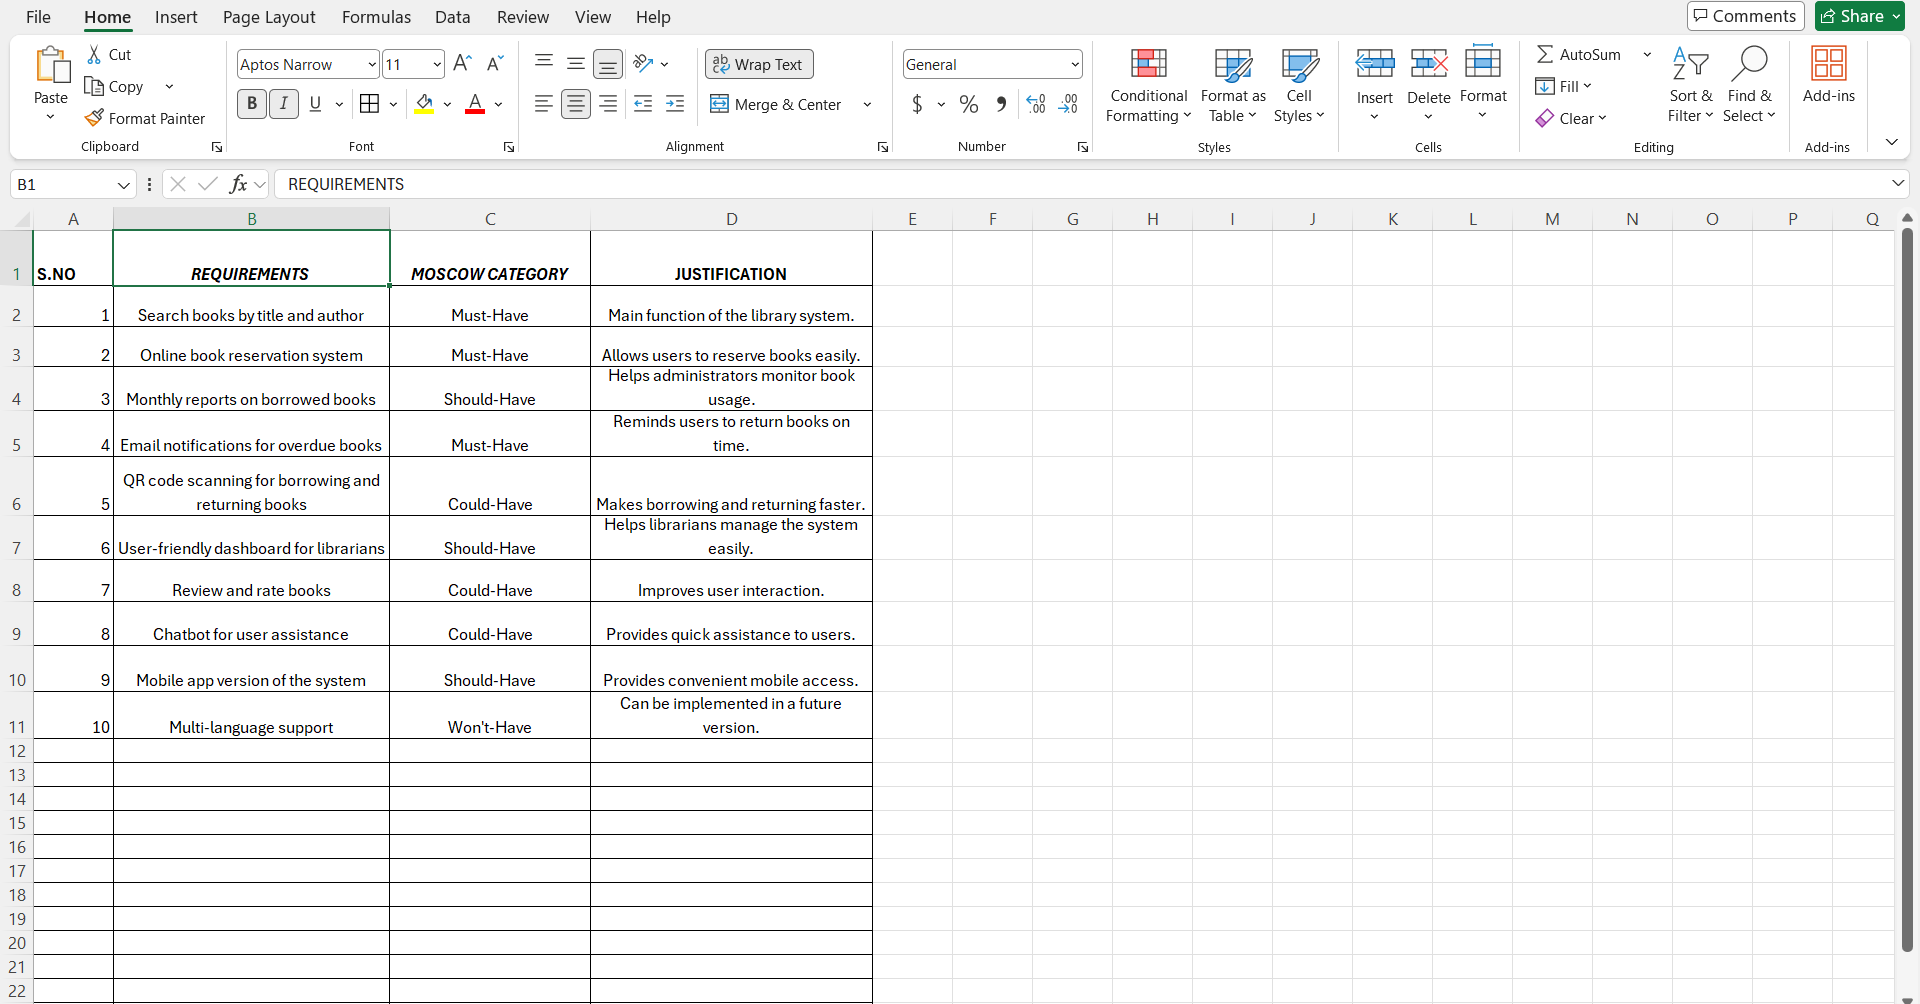 File Home Insert Page Layout Formulas Data Review View Help Comments Share
Cut
Copy
Format Painter
Paste
Clipboard
Aptos Narrow 11
B I U A
Font
ab Wrap Text
Merge & Center
Alignment
General
$ %
Number
Conditional Formatting
Format as Table
Cell Styles
Styles
Insert Delete Format
Cells
AutoSum
Fill
Clear
Sort & Filter
Find & Select
Editing
Add-ins
Add-ins
B1 fx REQUIREMENTS
A B C D E F G H I J K L M N O P Q
1 S.NO REQUIREMENTS MOSCOW CATEGORY JUSTIFICATION
2 1 Search books by title and author Must-Have Main function of the library system.
3 2 Online book reservation system Must-Have Allows users to reserve books easily.
4 3 Monthly reports on borrowed books Should-Have Helps administrators monitor book
usage.
5 4 Email notifications for overdue books Must-Have Reminds users to return books on
time.
6 5 QR code scanning for borrowing and
returning books Could-Have Makes borrowing and returning faster.
7 6 User-friendly dashboard for librarians Should-Have Helps librarians manage the system
easily.
8 7 Review and rate books Could-Have Improves user interaction.
9 8 Chatbot for user assistance Could-Have Provides quick assistance to users.
10 9 Mobile app version of the system Should-Have Provides convenient mobile access.
11 10 Multi-language support Won't-Have Can be implemented in a future
version.
12
13
14
15
16
17
18
19
20
21
22